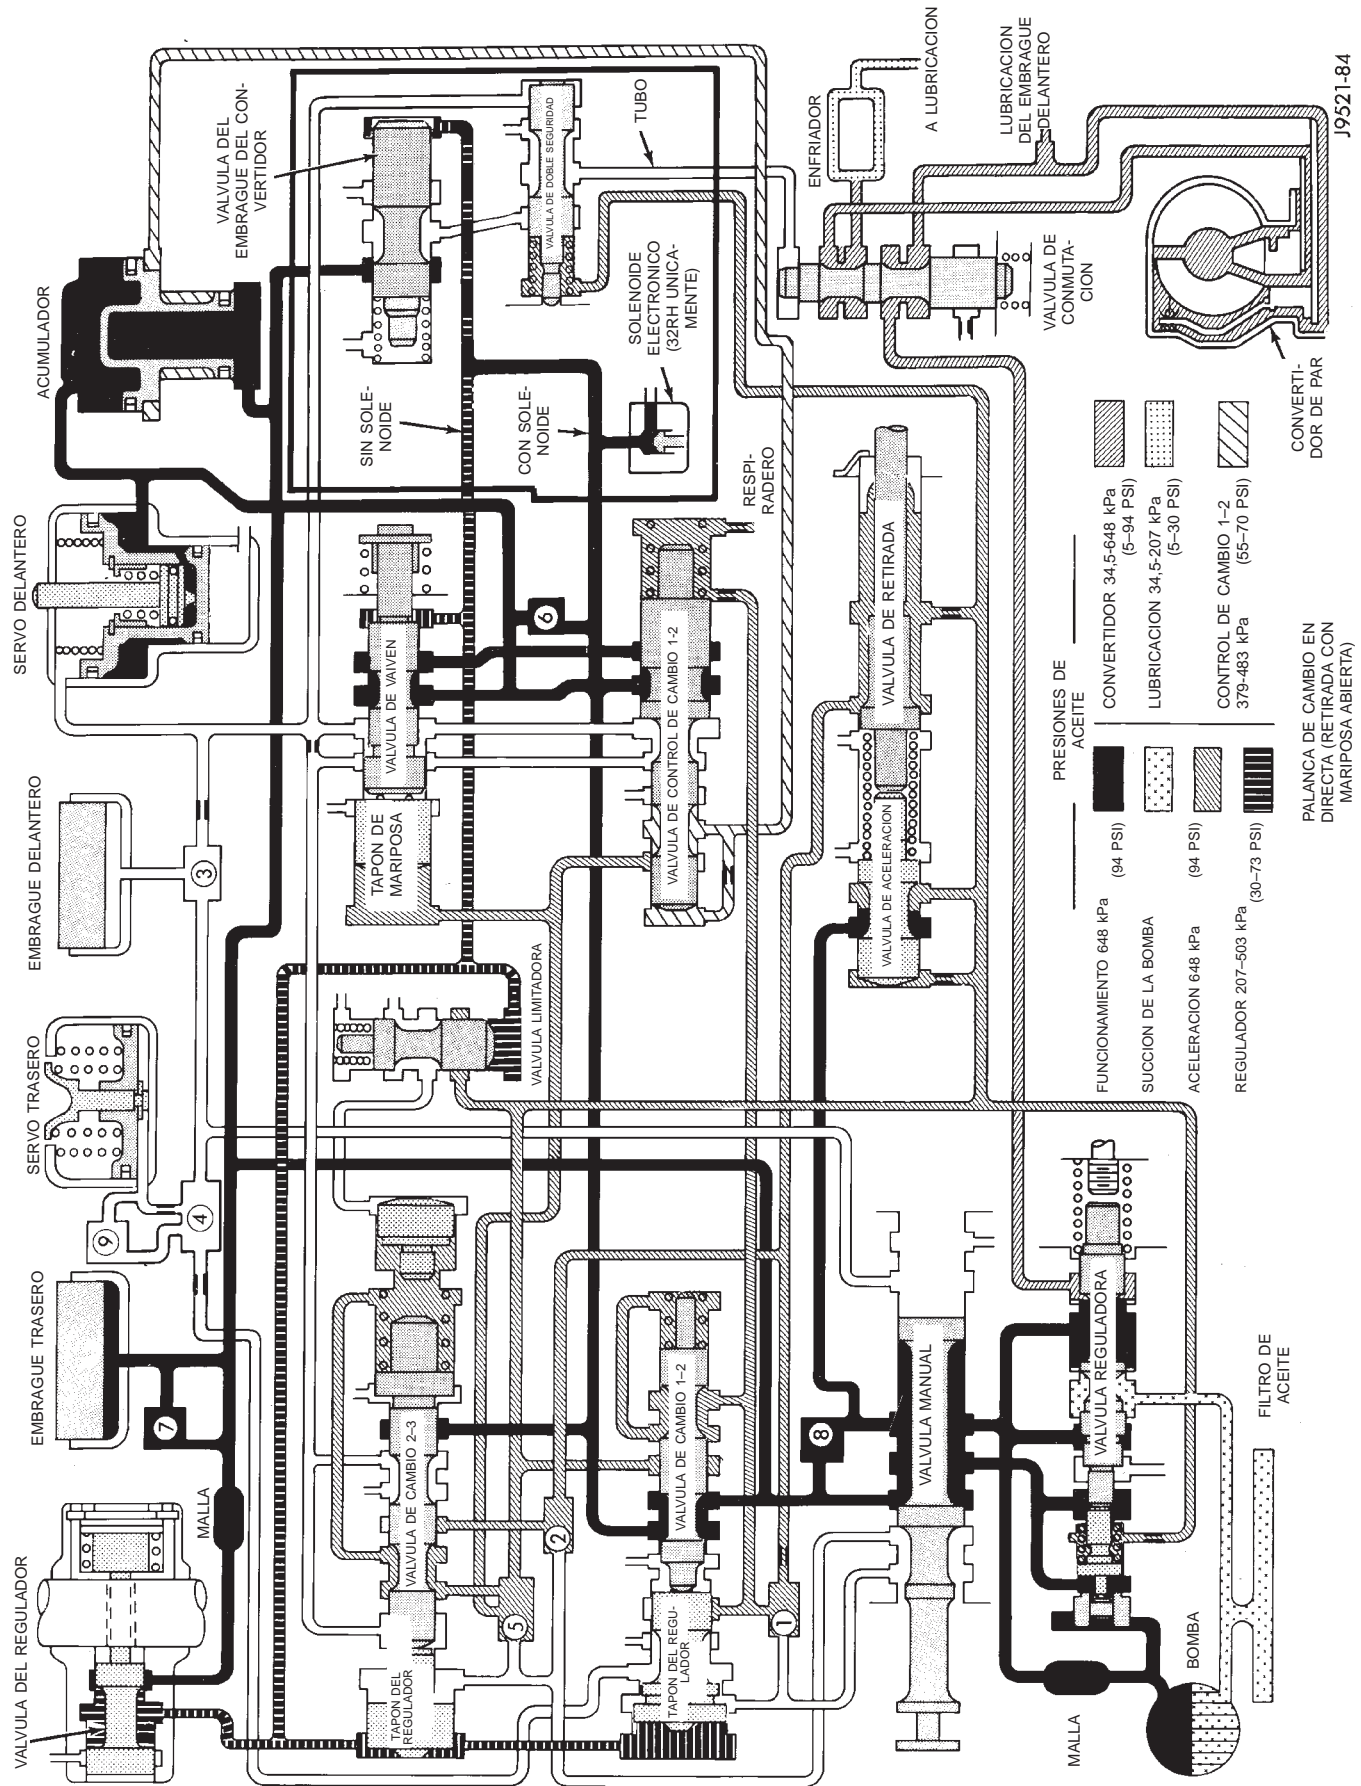 VALVULA DEL REGULADOR
EMBRAGUE TRASERO
SERVO TRASERO
EMBRAGUE DELANTERO
SERVO DELANTERO
ACUMULADOR
VALVULA DEL
EMBRAGUE DEL CON-
VERTIDOR
MALLA
7
9
4
3
6
SIN SOLE-
NOIDE
CON SOLE-
NOIDE
VALVULA DE DOBLE SEGURIDAD
TUBO
SOLENOIDE
ELECTRONICO
(32RH UNICA-
MENTE)
TAPON DEL
REGULADOR
VALVULA DE CAMBIO 2–3
VALVULA LIMITADORA
TAPON DE
MARIPOSA
VALVULA DE VAIVEN
5
2
TAPON DEL REGU-
LADOR
VALVULA DE CAMBIO 1–2
VALVULA DE CONTROL DE CAMBIO 1-2
RESPI-
RADERO
1
8
VALVULA DE ACELERACION
VALVULA DE RETIRADA
VALVULA MANUAL
ENFRIADOR
A LUBRICACION
LUBRICACION
DEL EMBRAGUE
DELANTERO
VALVULA DE
CONMUTA-
CION
CONVERTI-
DOR DE PAR
MALLA
BOMBA
VALVULA REGULADORA
FILTRO DE
ACEITE
PRESIONES DE
ACEITE
FUNCIONAMIENTO 648 kPa
(94 PSI)
SUCCION DE LA BOMBA
ACELERACION 648 kPa
(94 PSI)
REGULADOR 207–503 kPa
(30–73 PSI)
CONVERTIDOR 34,5-648 kPa
(5–94 PSI)
LUBRICACION 34,5-207 kPa
(5-30 PSI)
CONTROL DE CAMBIO 1–2
379-483 kPa
(55–70 PSI)
PALANCA DE CAMBIO EN
DIRECTA (RETIRADA CON
MARIPOSA ABIERTA)
J9521-84